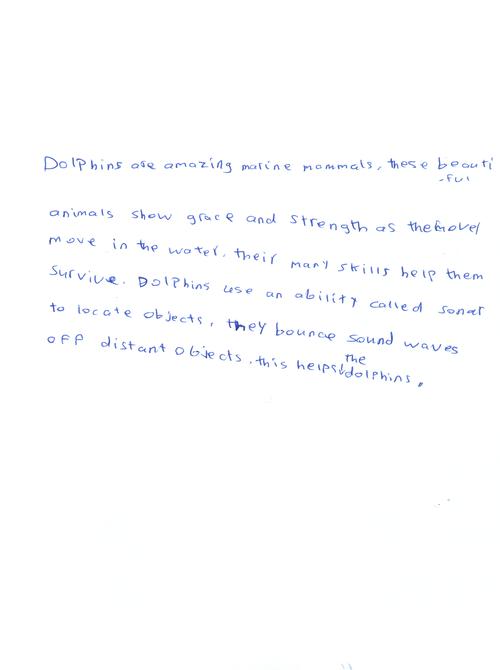 Dolphins are amazing marine mammals, these beauti
-ful
animals show grace and strength as the
move in the water. their many skills help them
survive. Dolphins use an ability called sonar
to locate objects, they bounce sound waves
off distant objects. this helps the dolphins.